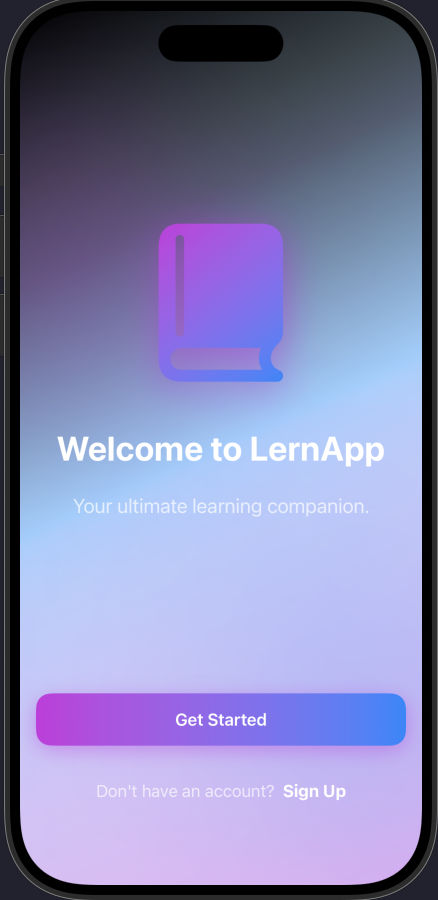 Welcome to LernApp
Your ultimate learning companion.
Get Started
Don't have an account? Sign Up